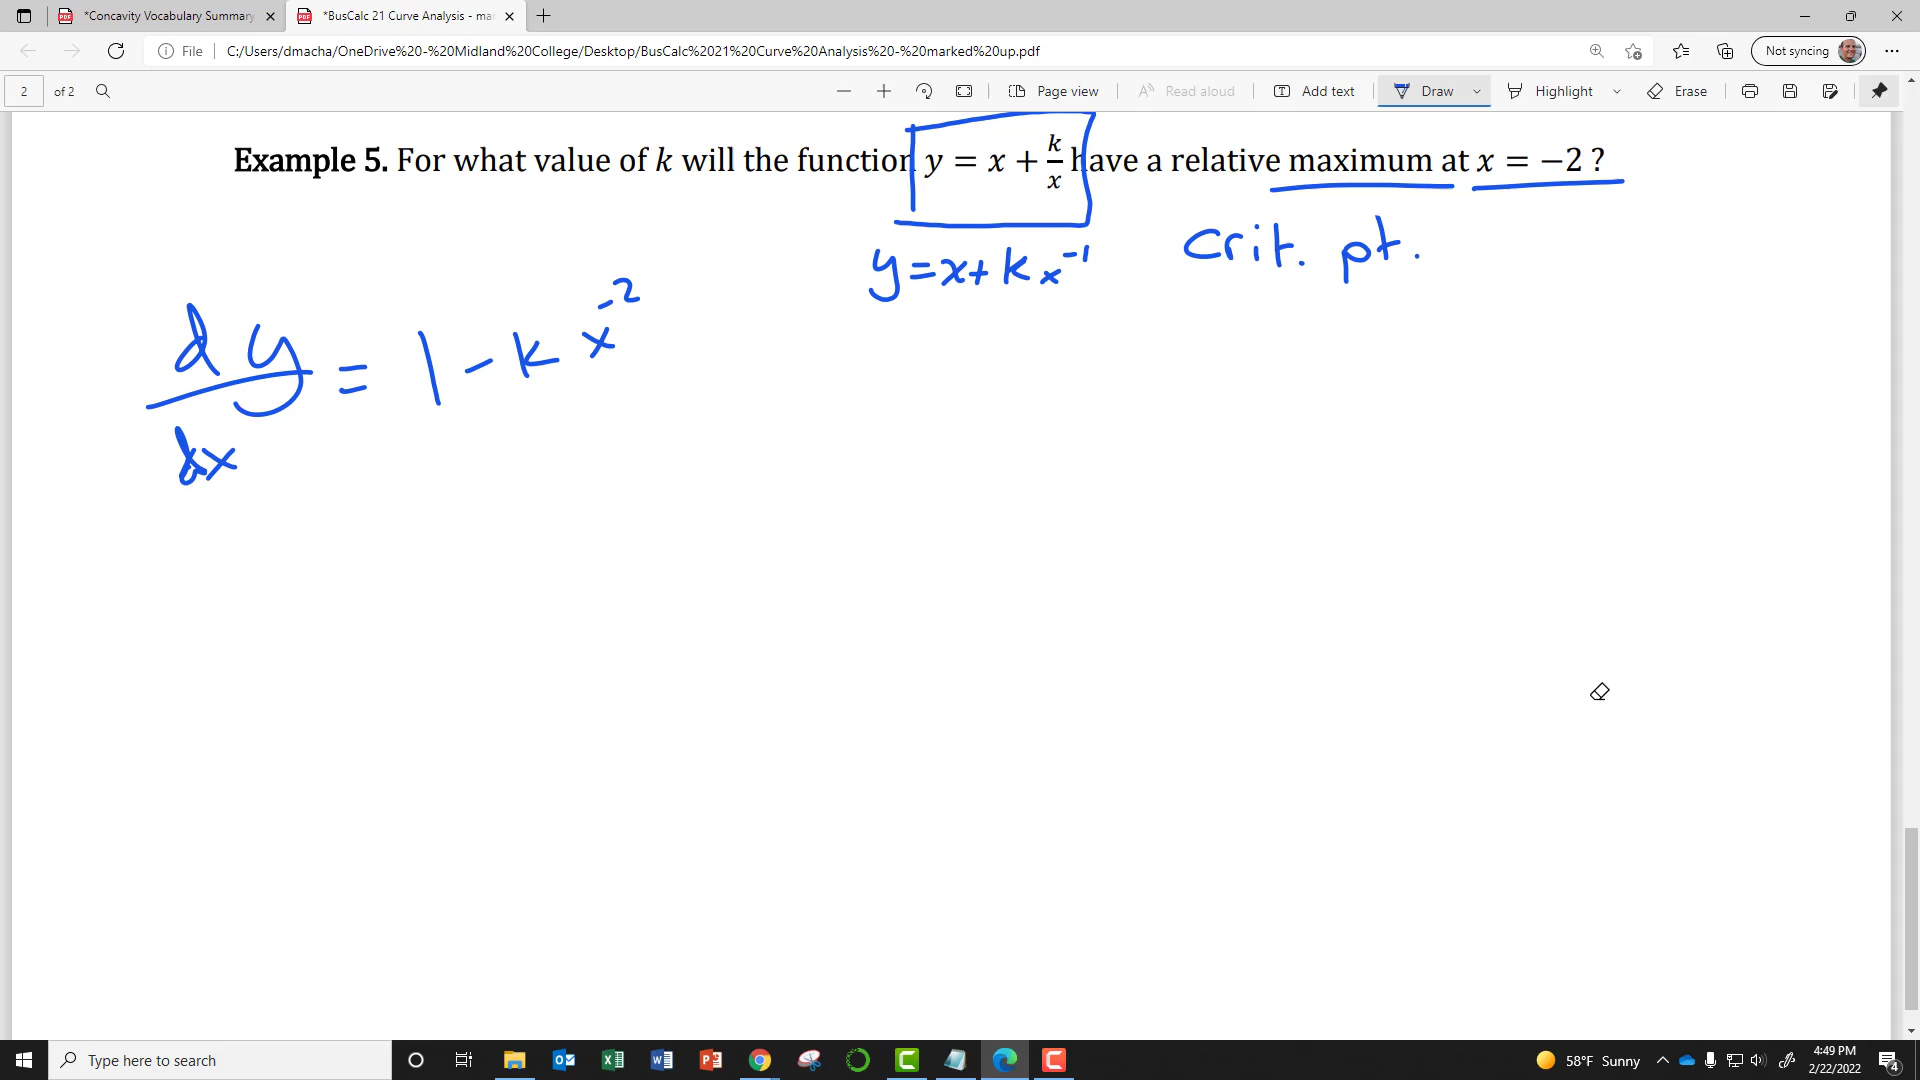 *Concavity Vocabulary Summary
*BusCalc 21 Curve Analysis - ma
File C:/Users/dmacha/OneDrive%20-%20Midland%20College/Desktop/BusCalc%2021%20Curve%20Analysis%20-%20marked%20up.pdf Not syncing
2 of 2 Page view Read aloud Add text Draw Highlight Erase
Example 5. For what value of k will the function y = x + k/x have a relative maximum at x = −2 ?
y = x + k x⁻¹ crit. pt.
dy/dx = 1 − k x⁻²
Type here to search
58°F Sunny
4:49 PM
2/22/2022
4